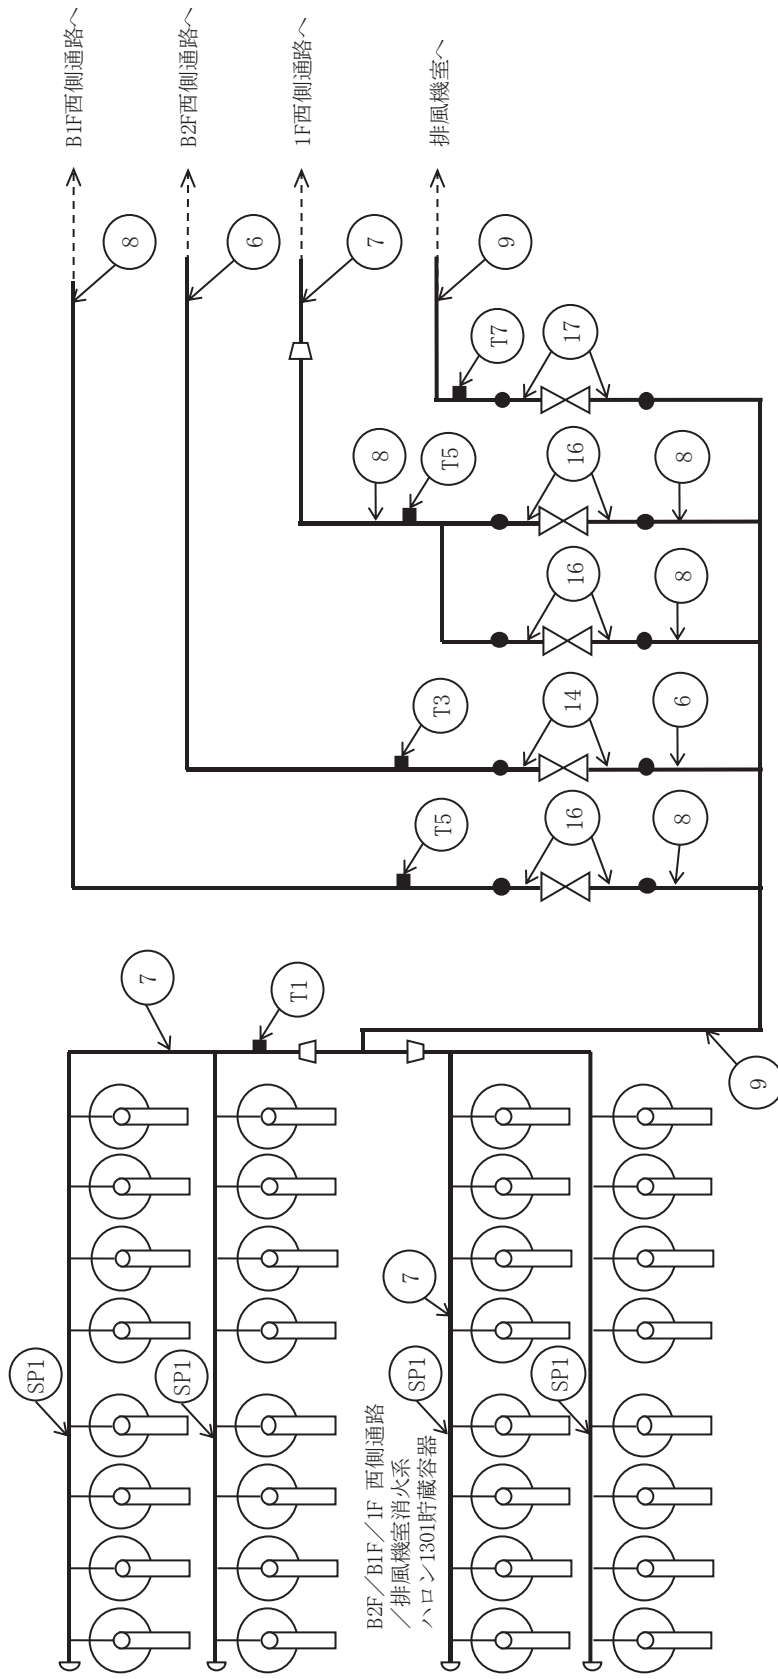 B1F西側通路へ
SP1
8
7
B2F西側通路へ
SP1
6
T1
1F西側通路へ
7
B2F/B1F/1F 西側通路
/排風機室消火系
ハロン1301貯蔵容器
7
8
SP1
T5
T3
T5
排風機室へ
T7
9
SP1
16
14
16
16
17
8
6
8
8
9